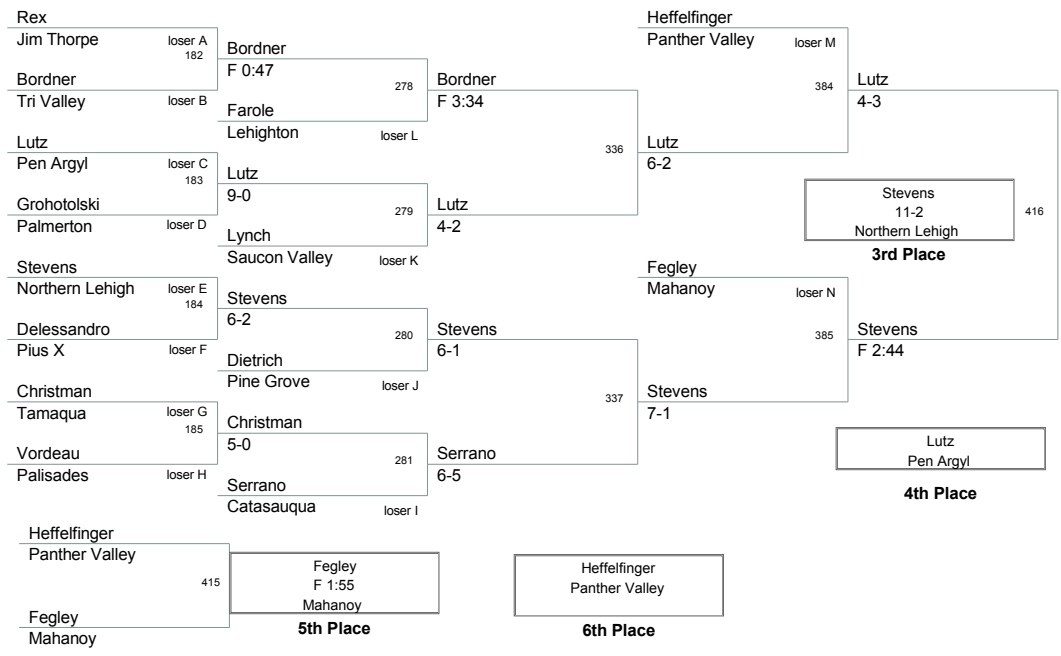 Rex
Jim Thorpe
loser A
182
Bordner
Tri Valley
loser B
Lutz
Pen Argyl
loser C
183
Grohotolski
Palmerton
loser D
Stevens
Northern Lehigh
loser E
184
Delessandro
Pius X
loser F
Christman
Tamaqua
loser G
185
Vordeau
Palisades
loser H
Bordner
F 0:47
278
Farole
Lehighton
loser L
Lutz
9-0
279
Lynch
Saucon Valley
loser K
Stevens
6-2
280
Dietrich
Pine Grove
loser J
Christman
5-0
281
Serrano
Catasauqua
loser I
Bordner
F 3:34
336
Lutz
4-2
Stevens
6-1
337
Serrano
6-5
Heffelfinger
Panther Valley
loser M
384
Lutz
6-2
Fegley
Mahanoy
loser N
385
Stevens
7-1
Lutz
4-3
Stevens
11-2
Northern Lehigh
416
3rd Place
Stevens
F 2:44
Lutz
Pen Argyl
4th Place
Heffelfinger
Panther Valley
415
Fegley
Mahanoy
Fegley
F 1:55
Mahanoy
5th Place
Heffelfinger
Panther Valley
6th Place